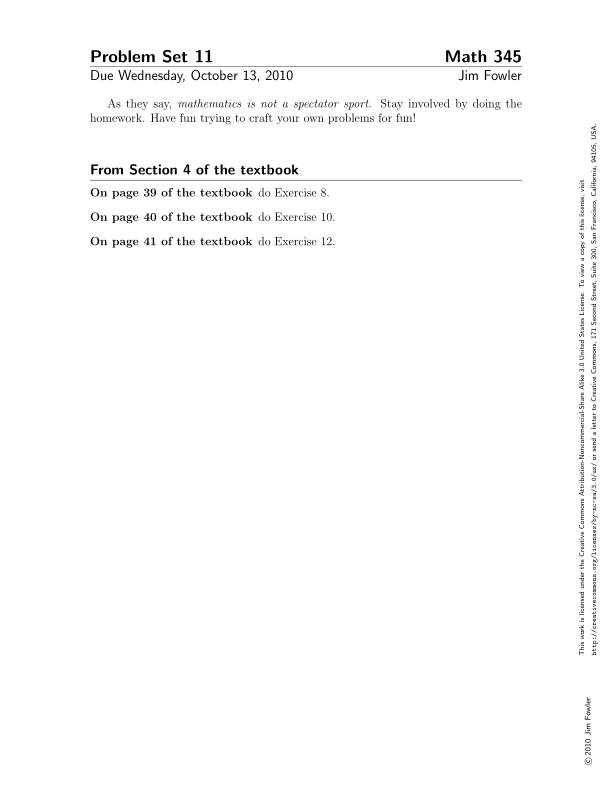 Problem Set 11 Math 345
Due Wednesday, October 13, 2010 Jim Fowler
As they say, mathematics is not a spectator sport. Stay involved by doing the
homework. Have fun trying to craft your own problems for fun!
From Section 4 of the textbook
On page 39 of the textbook do Exercise 8.
On page 40 of the textbook do Exercise 10.
On page 41 of the textbook do Exercise 12.
This work is licensed under the Creative Commons Attribution-Noncommercial-Share Alike 3.0 United States License. To view a copy of this license, visit
http://creativecommons.org/licenses/by-nc-sa/3.0/us/ or send a letter to Creative Commons, 171 Second Street, Suite 300, San Francisco, California, 94105, USA.
© 2010 Jim Fowler